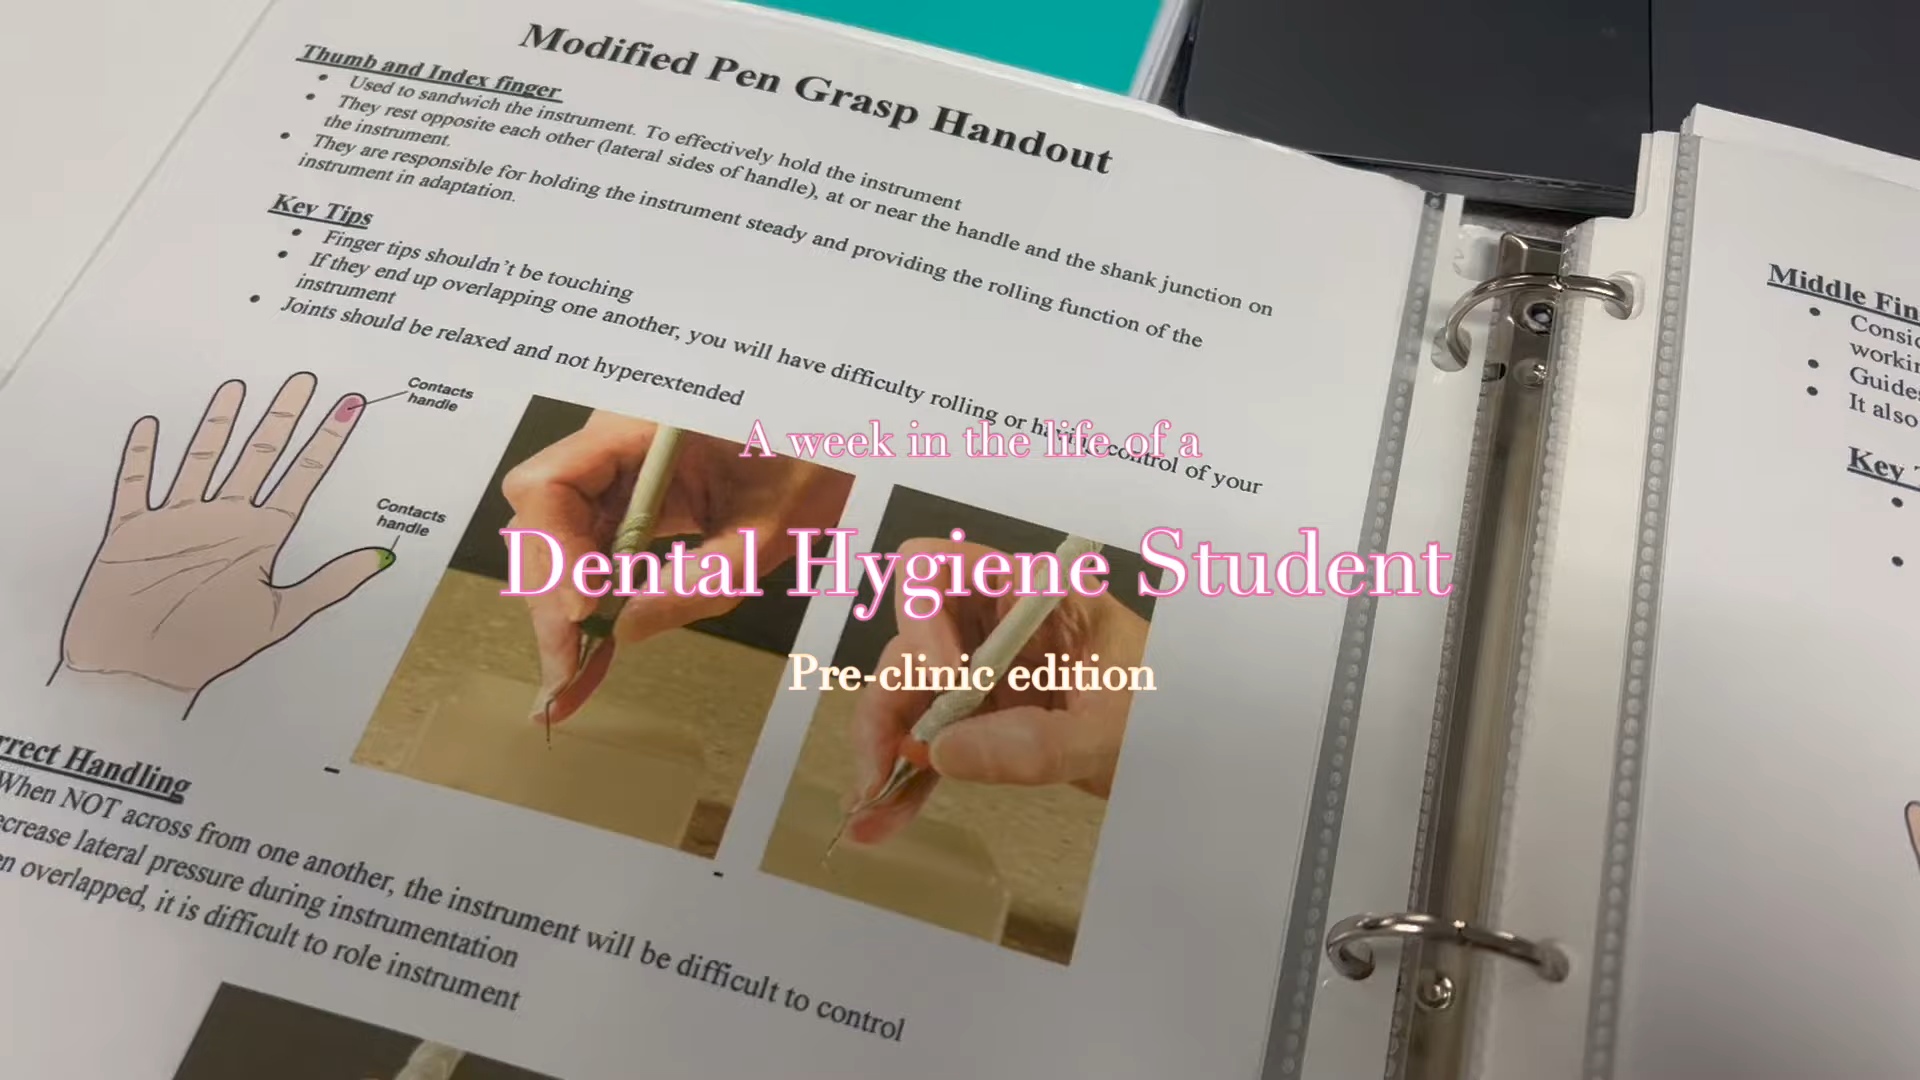 Modified Pen Grasp Handout
Thumb and Index finger
Used to sandwich the instrument. To effectively hold the instrument
They rest opposite each other (lateral sides of handle), at or near the handle and the shank junction on
the instrument.
They are responsible for holding the instrument steady and providing the rolling function of the
instrument in adaptation.
Key Tips
Finger tips shouldn't be touching
If they end up overlapping one another, you will have difficulty rolling or having control of your
instrument
Joints should be relaxed and not hyperextended
Contacts
handle
Contacts
handle
A week in the life of a
Dental Hygiene Student
Pre-clinic edition
Handling
When NOT across from one another, the instrument will be difficult to control
lateral pressure during instrumentation
overlapped, it is difficult to role instrument
Middle
Key
It also